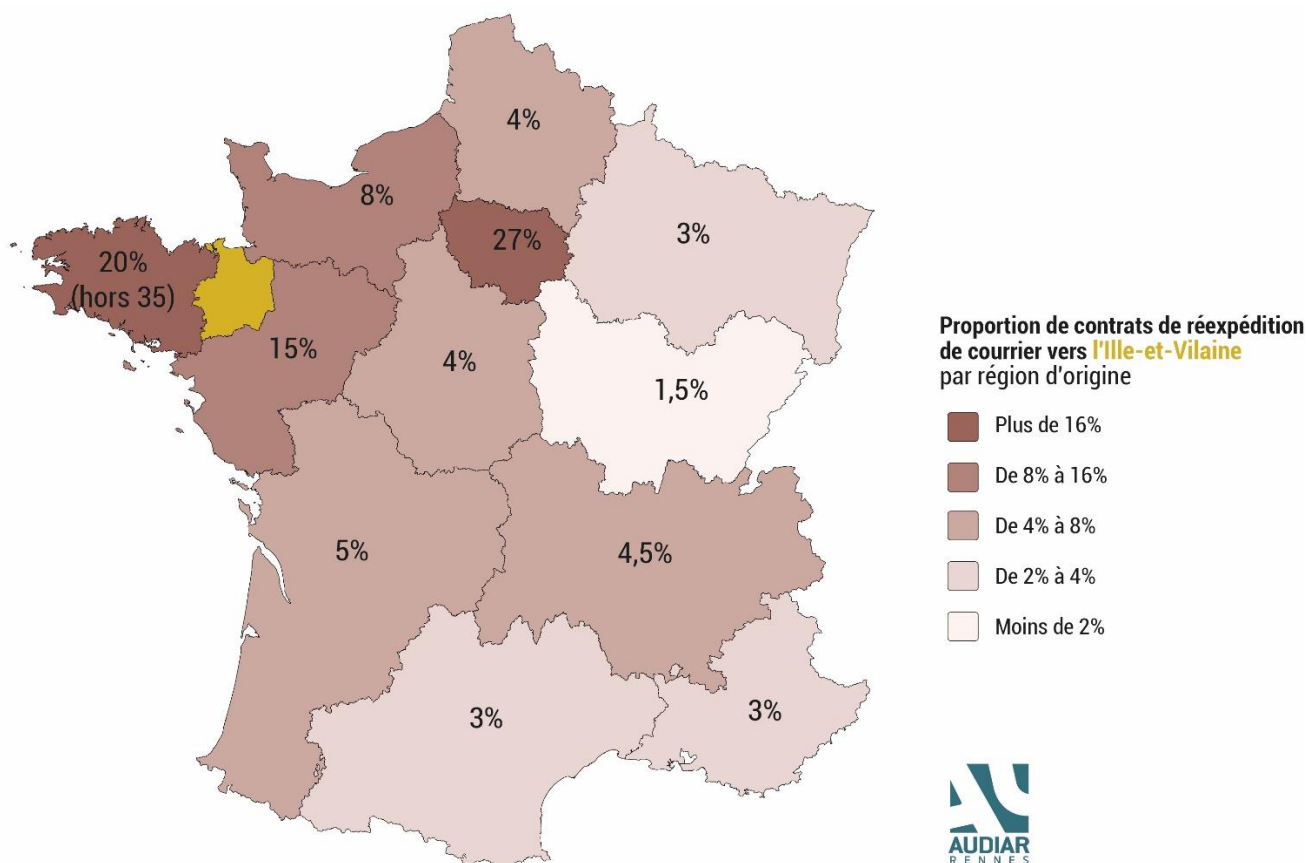 4%
8%
27%
3%
20%
(hors 35)
15%
4%
1,5%
5%
4,5%
3%
3%
Proportion de contrats de réexpédition
de courrier vers l'Ille-et-Vilaine
par région d'origine
Plus de 16%
De 8% à 16%
De 4% à 8%
De 2% à 4%
Moins de 2%
AU
AUDIAR
RENNES